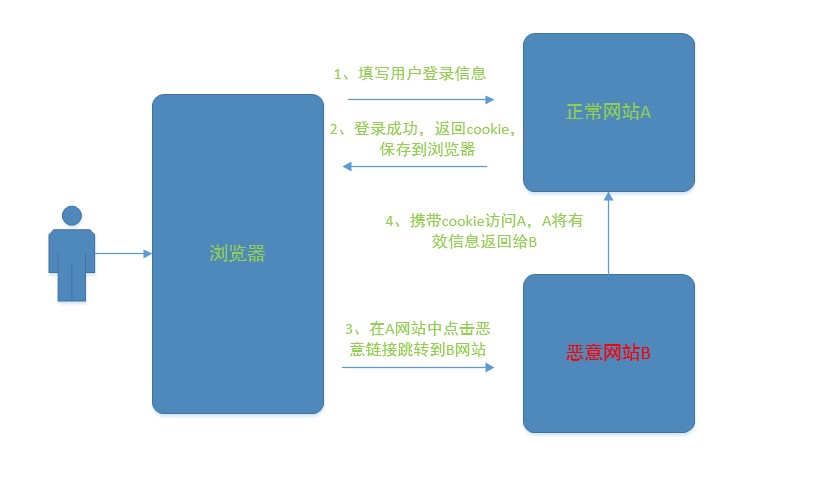 1、填写用户登录信息
正常网站A
2、登录成功，返回cookie，
保存到浏览器
4、携带cookie访问A，A将有
效信息返回给B
浏览器
3、在A网站中点击恶
意链接跳转到B网站
恶意网站B